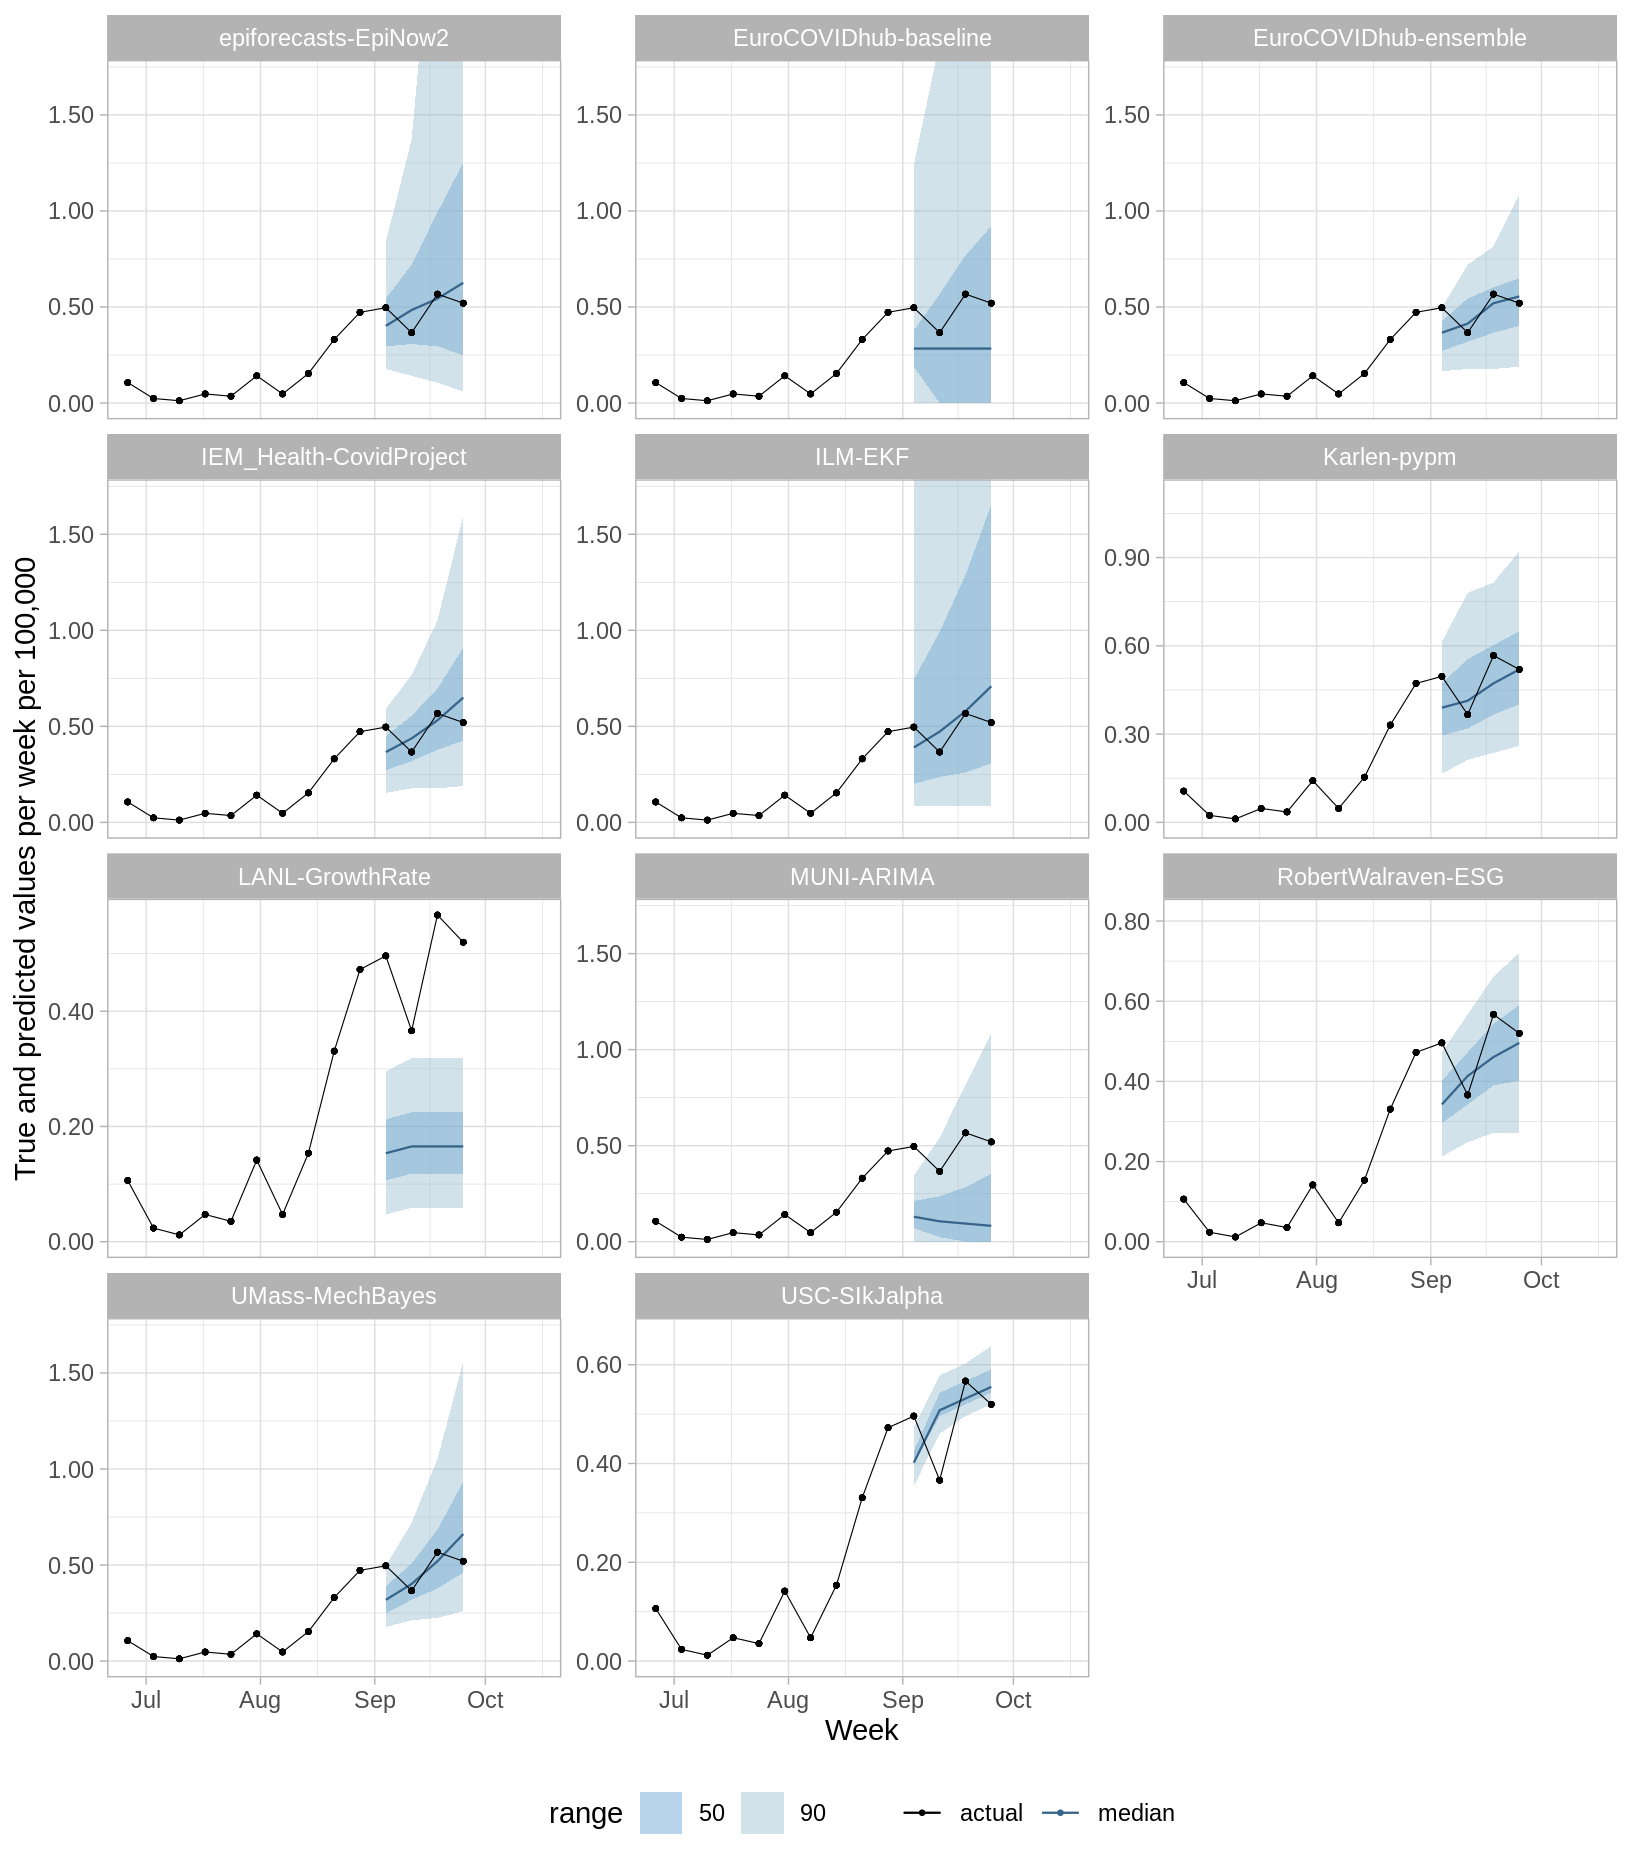 epiforecasts-EpiNow2
EuroCOVIDhub-baseline
EuroCOVIDhub-ensemble
1.50
1.00
0.50
0.00
1.50
1.00
0.50
0.00
1.50
1.00
0.50
0.00
IEM_Health-CovidProject
ILM-EKF
Karlen-pypm
1.50
1.00
0.50
0.00
1.50
1.00
0.50
0.00
0.90
0.60
0.30
0.00
True and predicted values per week per 100,000
LANL-GrowthRate
MUNI-ARIMA
RobertWalraven-ESG
0.40
0.20
0.00
1.50
1.00
0.50
0.00
0.80
0.60
0.40
0.20
0.00
Jul Aug Sep Oct
UMass-MechBayes
USC-SIkJalpha
1.50
1.00
0.50
0.00
0.60
0.40
0.20
0.00
Jul Aug Sep Oct
Jul Aug Sep Oct
Week
range 50 90 actual median